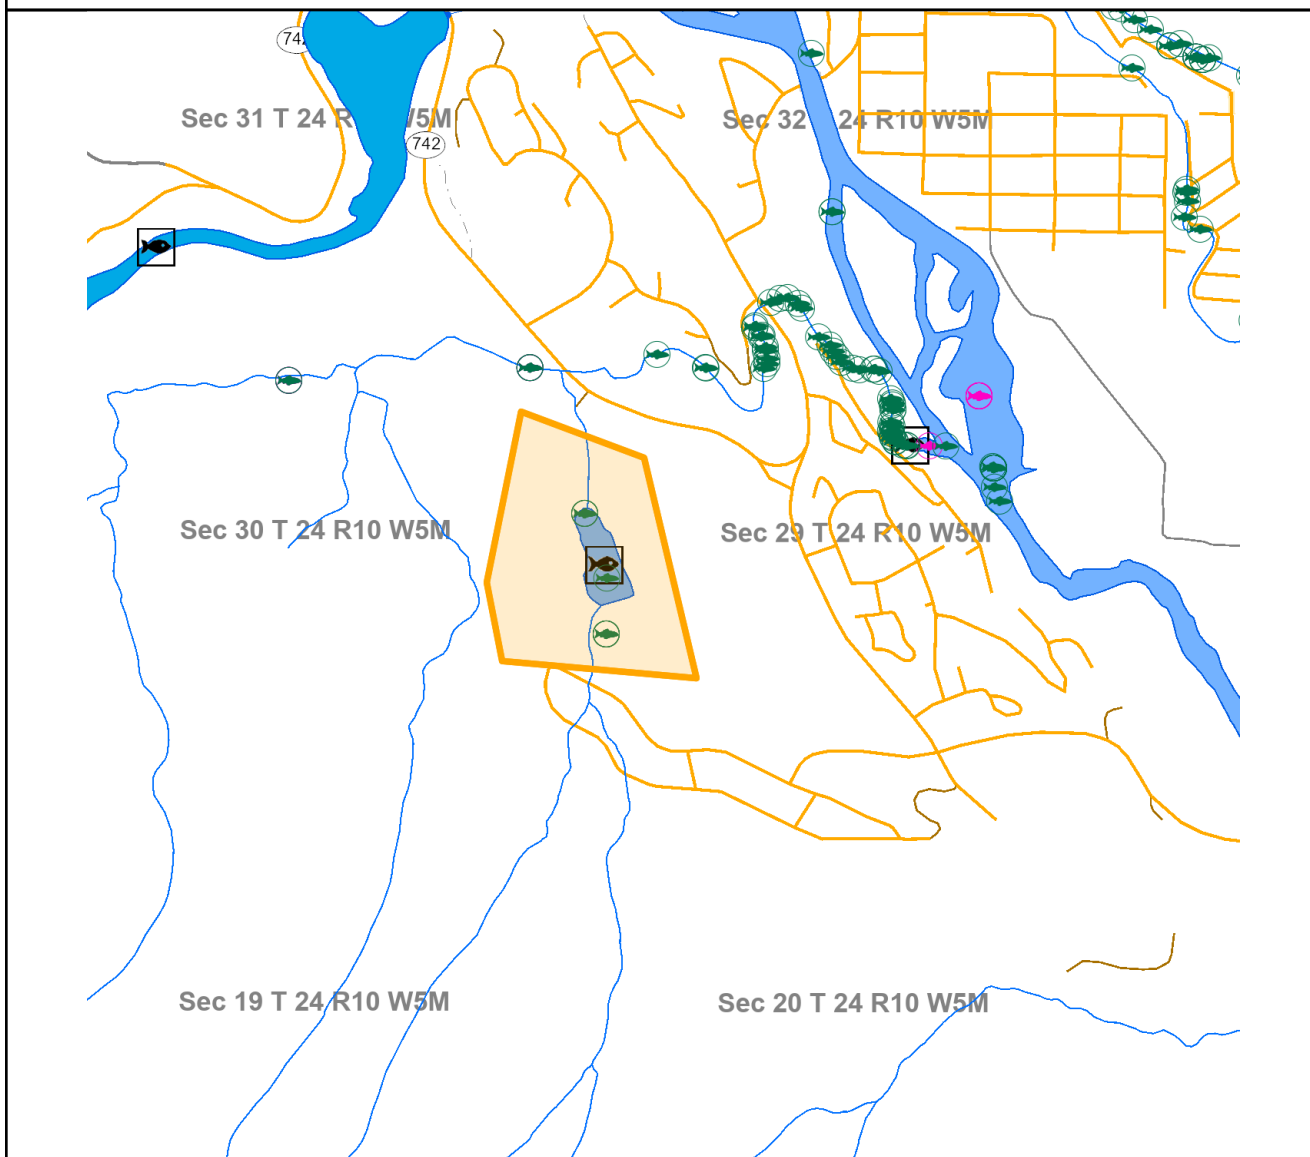 742
Sec 31 T 24 R10 W5M
Sec 32 T 24 R10 W5M
742
Sec 30 T 24 R10 W5M
Sec 29 T 24 R10 W5M
Sec 19 T 24 R10 W5M
Sec 20 T 24 R10 W5M